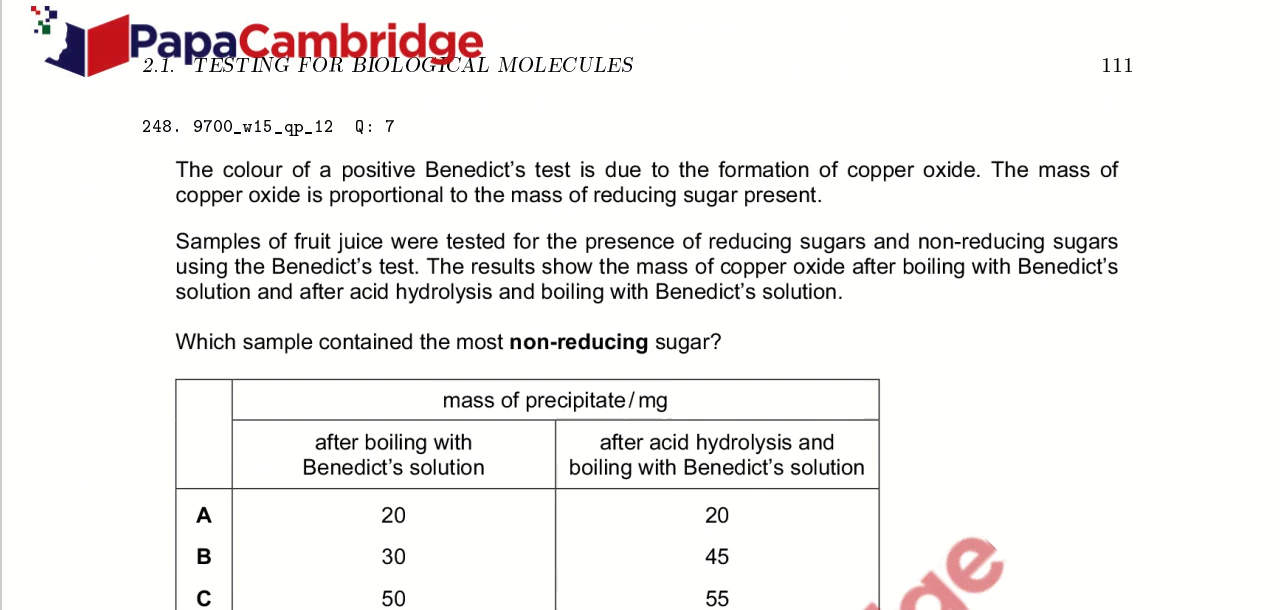 PapaCambridge
2.1. TESTING FOR BIOLOGICAL MOLECULES 111
248. 9700_w15_qp_12 Q: 7
The colour of a positive Benedict's test is due to the formation of copper oxide. The mass of
copper oxide is proportional to the mass of reducing sugar present.
Samples of fruit juice were tested for the presence of reducing sugars and non-reducing sugars
using the Benedict's test. The results show the mass of copper oxide after boiling with Benedict's
solution and after acid hydrolysis and boiling with Benedict's solution.
Which sample contained the most non-reducing sugar?
mass of precipitate / mg
after boiling with
Benedict's solution
after acid hydrolysis and
boiling with Benedict's solution
A 20 20
B 30 45
C 50 55